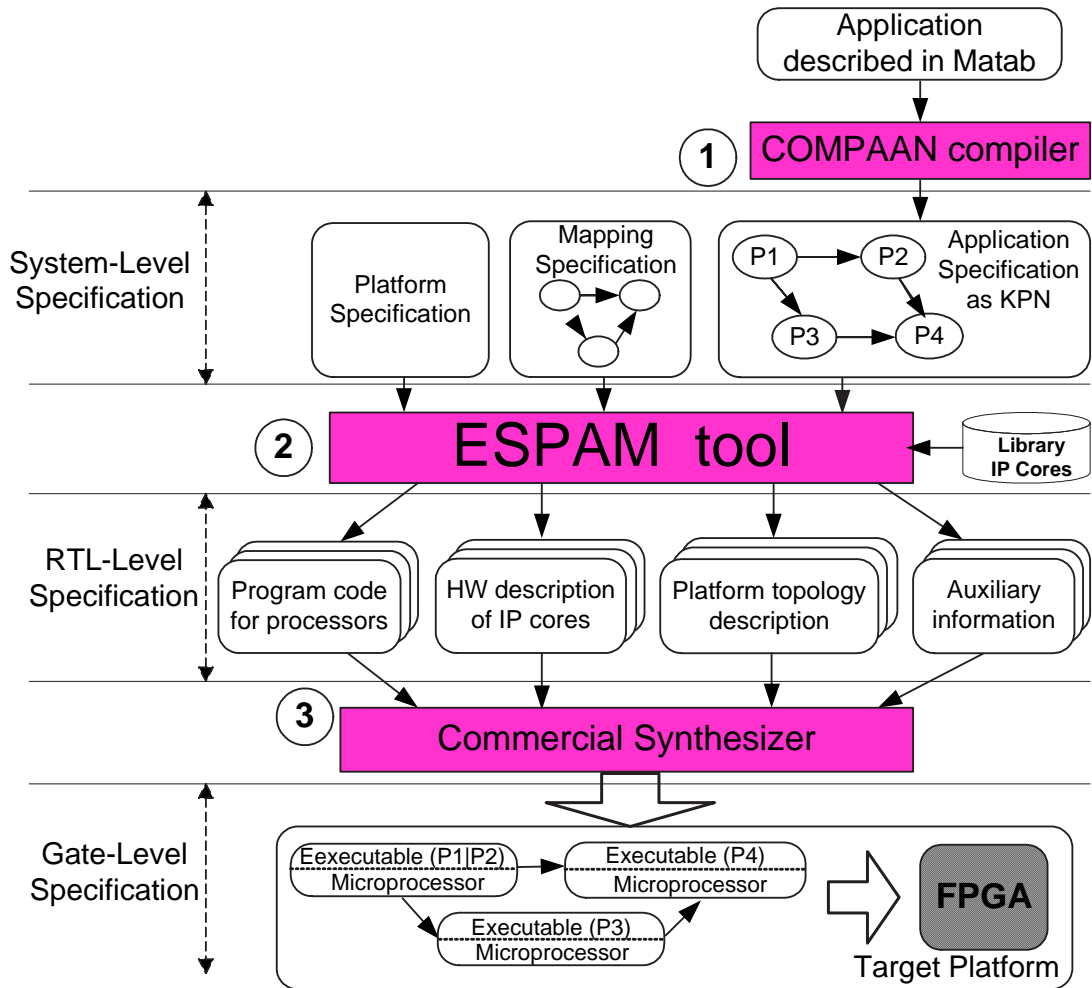 Application
described in Matab
1
COMPAAN compiler
System-Level
Specification
Platform
Specification
Mapping
Specification
Application
Specification
as KPN
P1
P2
P3
P4
2
ESPAM tool
Library
IP Cores
RTL-Level
Specification
Program code
for processors
HW description
of IP cores
Platform topology
description
Auxiliary
information
3
Commercial Synthesizer
Gate-Level
Specification
Eexecutable (P1|P2)
Microprocessor
Executable (P4)
Microprocessor
Executable (P3)
Microprocessor
FPGA
Target Platform